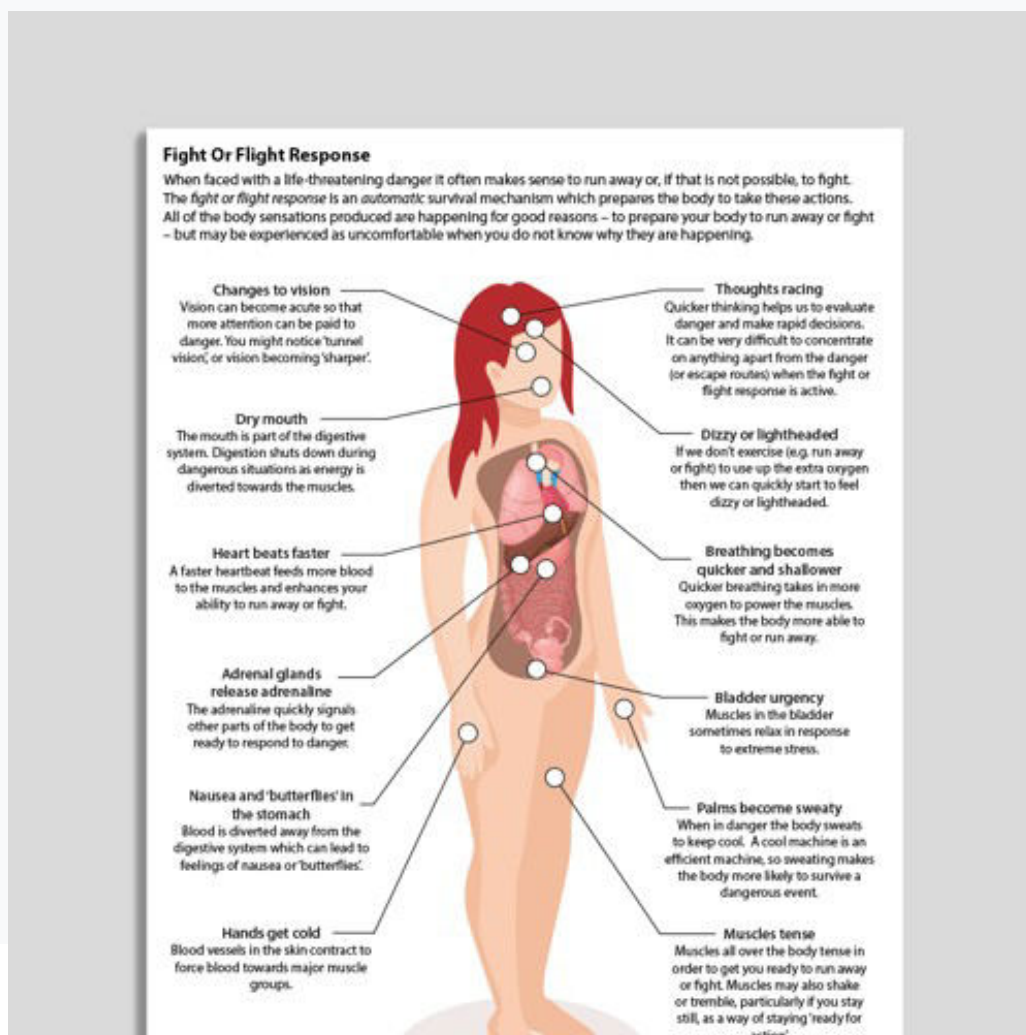 Fight Or Flight Response
When faced with a life-threatening danger it often makes sense to run away or, if that is not possible, to fight.
The fight or flight response is an automatic survival mechanism which prepares the body to take these actions.
All of the body sensations produced are happening for good reasons – to prepare your body to run away or fight
– but may be experienced as uncomfortable when you do not know why they are happening.
Changes to vision
Vision can become acute so that
more attention can be paid to
danger. You might notice 'tunnel
vision', or vision becoming 'sharper'.
Dry mouth
The mouth is part of the digestive
system. Digestion shuts down during
dangerous situations as energy is
diverted towards the muscles.
Heart beats faster
A faster heartbeat feeds more blood
to the muscles and enhances your
ability to run away or fight.
Adrenal glands
release adrenaline
The adrenaline quickly signals
other parts of the body to get
ready to respond to danger.
Nausea and 'butterflies' in
the stomach
Blood is diverted away from the
digestive system which can lead to
feelings of nausea or 'butterflies'.
Hands get cold
Blood vessels in the skin contract to
force blood towards major muscle
groups.
Thoughts racing
Quicker thinking helps us to evaluate
danger and make rapid decisions.
It can be very difficult to concentrate
on anything apart from the danger
(or escape routes) when the fight or
flight response is active.
Dizzy or lightheaded
If we don't exercise (e.g. run away
or fight) to use up the extra oxygen
then we can quickly start to feel
dizzy or lightheaded.
Breathing becomes
quicker and shallower
Quicker breathing takes in more
oxygen to power the muscles.
This makes the body more able to
fight or run away.
Bladder urgency
Muscles in the bladder
sometimes relax in response
to extreme stress.
Palms become sweaty
When in danger the body sweats
to keep cool. A cool machine is an
efficient machine, so sweating makes
the body more likely to survive a
dangerous event.
Muscles tense
Muscles all over the body tense in
order to get you ready to run away
or fight. Muscles may also shake
or tremble, particularly if you stay
still, as a way of staying 'ready for